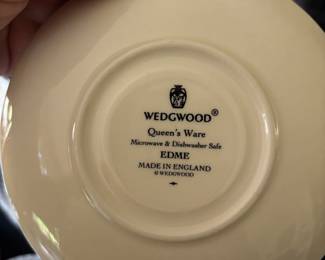 WEDGWOOD®
Queen's Ware
Microwave & Dishwasher Safe
EDME
MADE IN ENGLAND
© WEDGWOOD